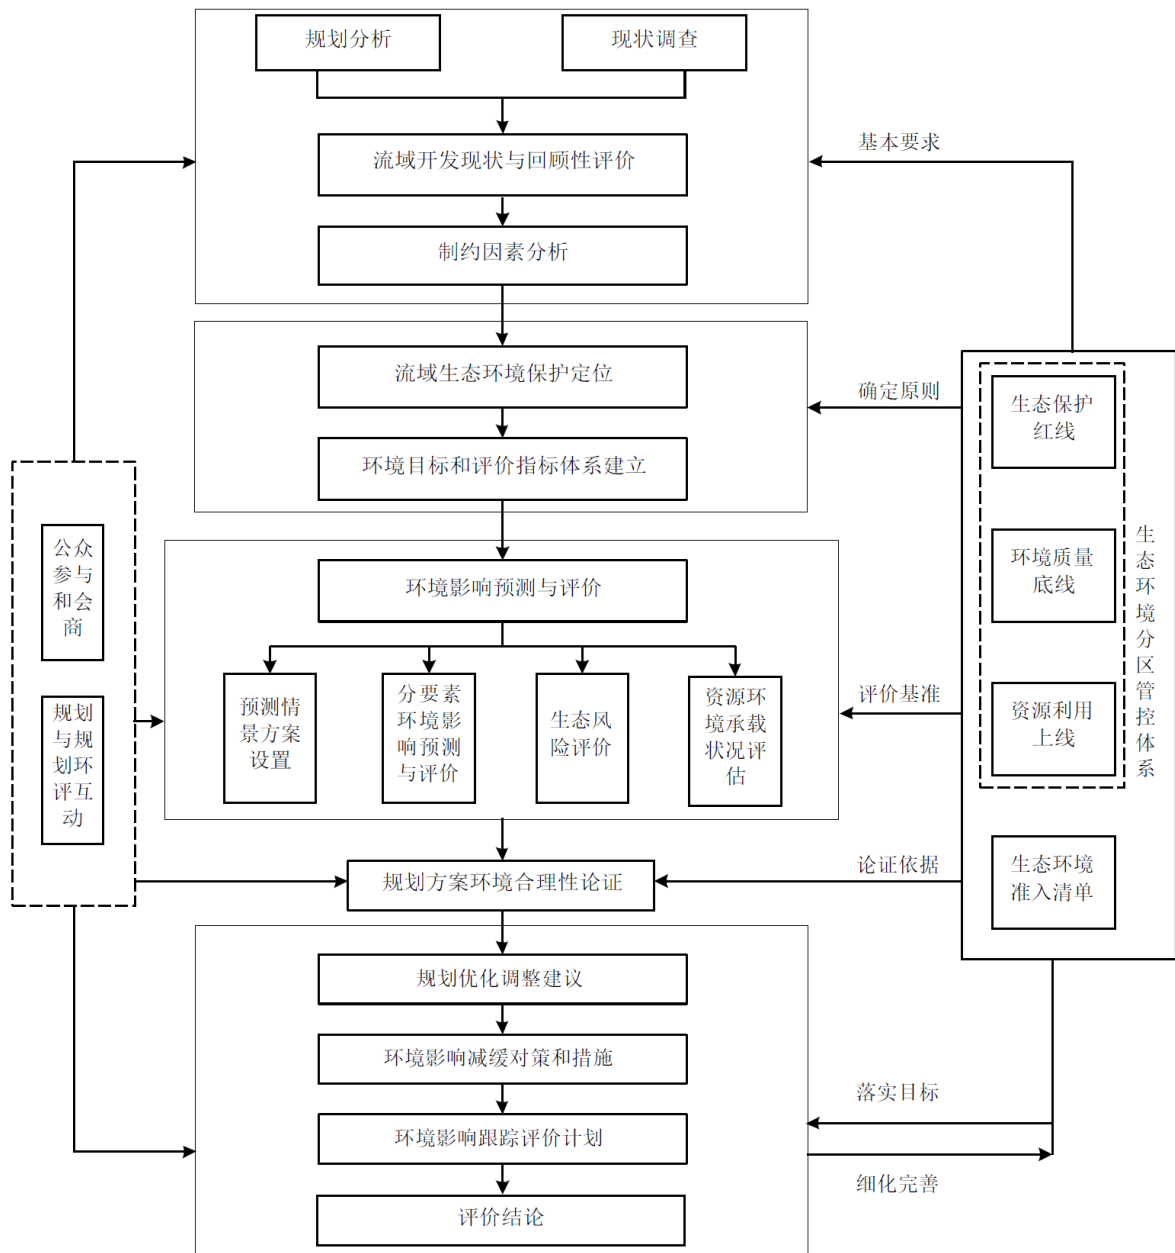 规划分析
现状调查
流域开发现状与回顾性评价
基本要求
制约因素分析
流域生态环境保护定位
确定原则
环境目标和评价指标体系建立
生态保护
红线
环境质量
底线
资源利用
上线
生态环境分区管控体系
生态环境
准入清单
公众
参与
和会
商
规划
与规
划环
评互
动
环境影响预测与评价
预测情
景方案
设置
分要素
环境影
响预测
与评价
生态风
险评价
资源环
境承载
状况评
估
评价基准
规划方案环境合理性论证
论证依据
规划优化调整建议
环境影响减缓对策和措施
落实目标
环境影响跟踪评价计划
细化完善
评价结论